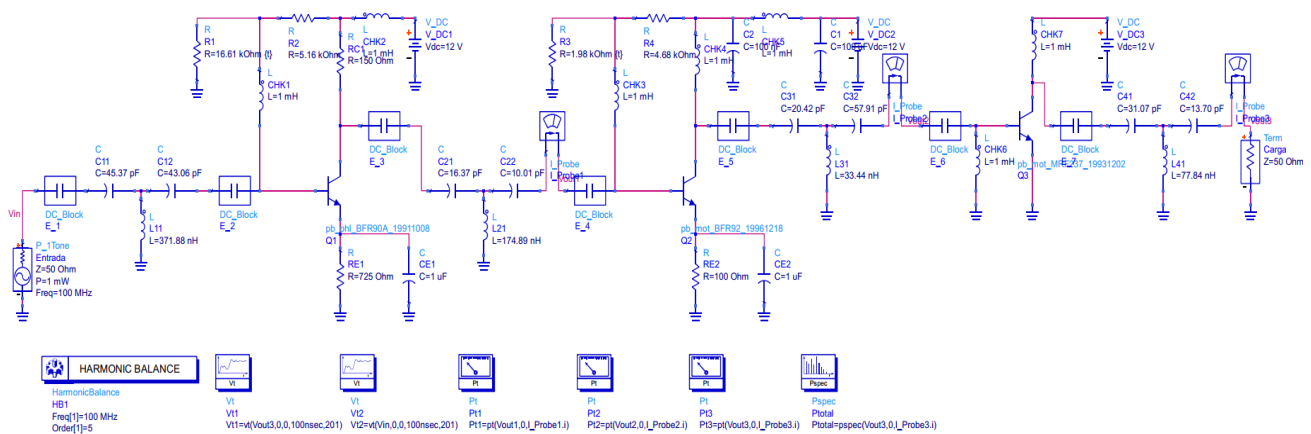 R
R1
R=16.61 kOhm {t}
R
R2
R=5.16 kOhm
R
RC1
R=150 Ohm
L
CHK2
L=1 mH
V_DC
V_DC1
Vdc=12 V
L
CHK1
L=1 mH
DC_Block
E_3
R
R3
R=1.98 kOhm {t}
R
R4
R=4.68 kOhm
L
CHK4
L=1 mH
C
C2
C=100 nF
L
CHK5
L=1 mH
C
C1
V_DC
V_DC2
Vdc=12 V
L
CHK3
L=1 mH
DC_Block
E_5
C
C31
C=20.42 pF
C
C32
C=57.91 pF
I_Probe
I_Probe2
L
CHK7
L=1 mH
V_DC
V_DC3
Vdc=12 V
DC_Block
E_7
C
C41
C=31.07 pF
C
C42
C=13.70 pF
I_Probe
I_Probe3
Term
Carga
Z=50 Ohm
Vin
DC_Block
E_1
C
C11
C=45.37 pF
C
C12
C=43.06 pF
L
L11
L=371.88 nH
DC_Block
E_2
pb_phl_BFR90A_19911008
Q1
C
C21
C=16.37 pF
C
C22
C=10.01 pF
L
L21
L=174.89 nH
I_Probe
I_Probe1
DC_Block
E_4
pb_mot_BFR92_19961218
Q2
L
L31
L=33.44 nH
DC_Block
E_6
L
CHK6
L=1 mH
Q3
L
L41
L=77.84 nH
P_1Tone
Entrada
Z=50 Ohm
P=1 mW
Freq=100 MHz
R
RE1
R=725 Ohm
C
CE1
C=1 uF
R
RE2
R=100 Ohm
C
CE2
C=1 uF
HARMONIC BALANCE
HarmonicBalance
HB1
Freq[1]=100 MHz
Order[1]=5
Vt
Vt
Vt1
Vt1=vt(Vout3,0,0,100nsec,201)
Vt
Vt
Vt2
Vt2=vt(Vin,0,0,100nsec,201)
Pt
Pt
Pt1
Pt1=pt(Vout1,0,I_Probe1.i)
Pt
Pt
Pt2
Pt2=pt(Vout2,0,I_Probe2.i)
Pt
Pt
Pt3
Pt3=pt(Vout3,0,I_Probe3.i)
Pspec
Pspec
Ptotal
Ptotal=pspec(Vout3,0,I_Probe3.i)